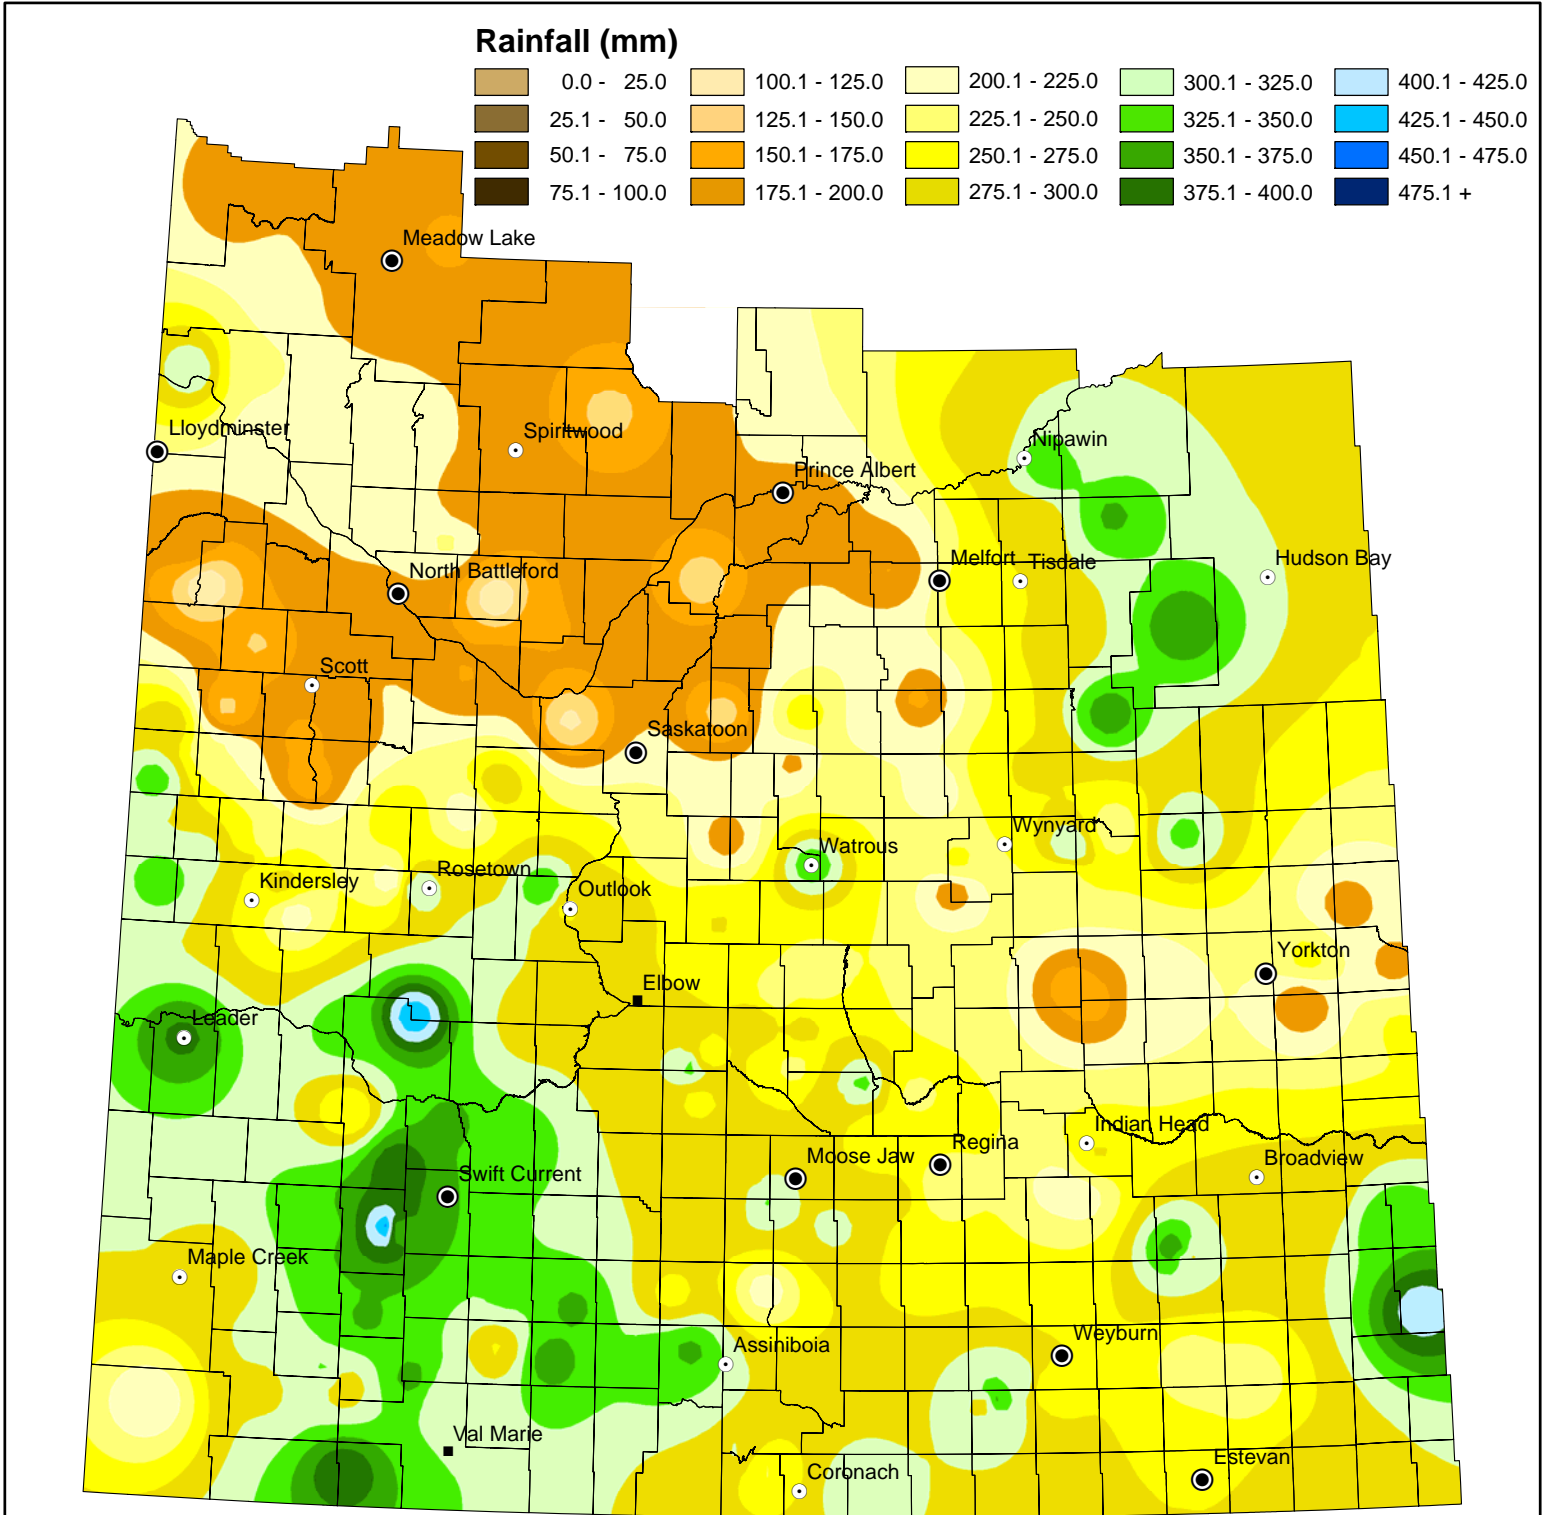 Rainfall (mm)
0.0 - 25.0
25.1 - 50.0
50.1 - 75.0
75.1 - 100.0
100.1 - 125.0
125.1 - 150.0
150.1 - 175.0
175.1 - 200.0
200.1 - 225.0
225.1 - 250.0
250.1 - 275.0
275.1 - 300.0
300.1 - 325.0
325.1 - 350.0
350.1 - 375.0
375.1 - 400.0
400.1 - 425.0
425.1 - 450.0
450.1 - 475.0
475.1 +
Meadow Lake
Lloydminster
Spiritwood
Nipawin
Prince Albert
North Battleford
Melfort
Tisdale
Hudson Bay
Scott
Saskatoon
Wynyard
Watrous
Kindersley
Rosetown
Outlook
Yorkton
Elbow
Leader
Indian Head
Regina
Moose Jaw
Broadview
Swift Current
Maple Creek
Weyburn
Assiniboia
Val Marie
Estevan
Coronach